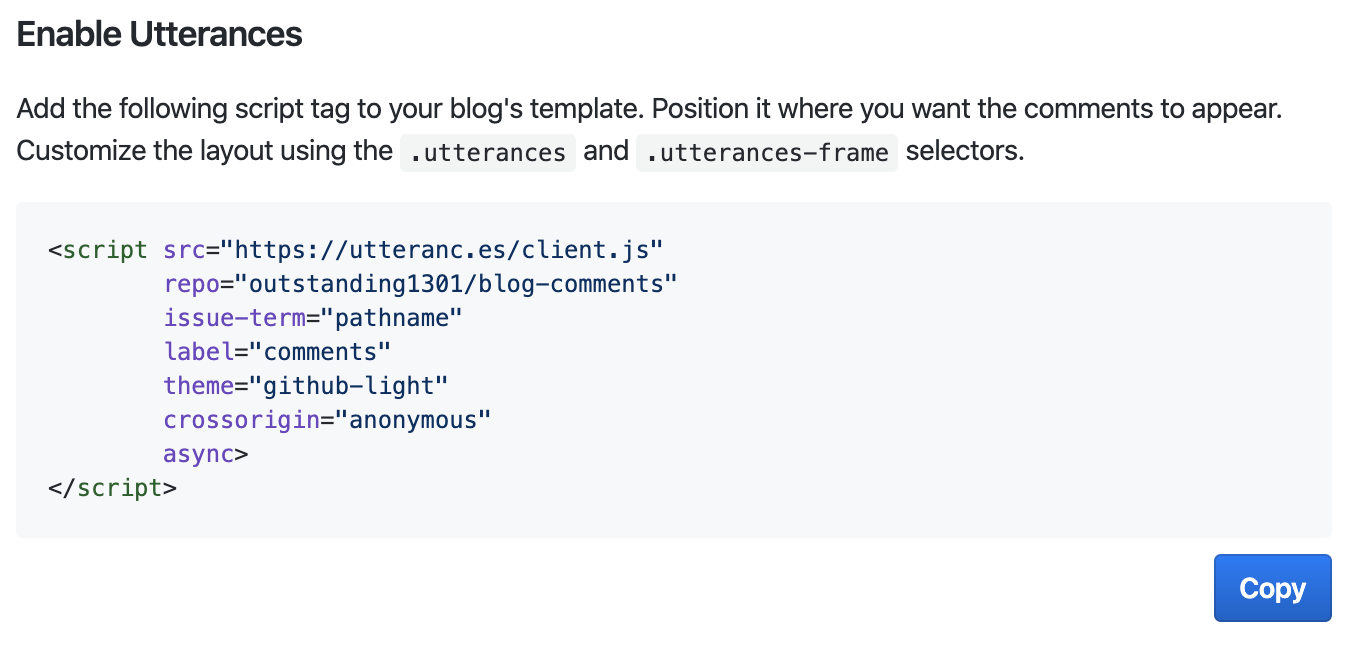 Enable Utterances
Add the following script tag to your blog's template. Position it where you want the comments to appear.
Customize the layout using the .utterances and .utterances-frame selectors.
<script src="https://utteranc.es/client.js"
        repo="outstanding1301/blog-comments"
        issue-term="pathname"
        label="comments"
        theme="github-light"
        crossorigin="anonymous"
        async>
</script>
Copy